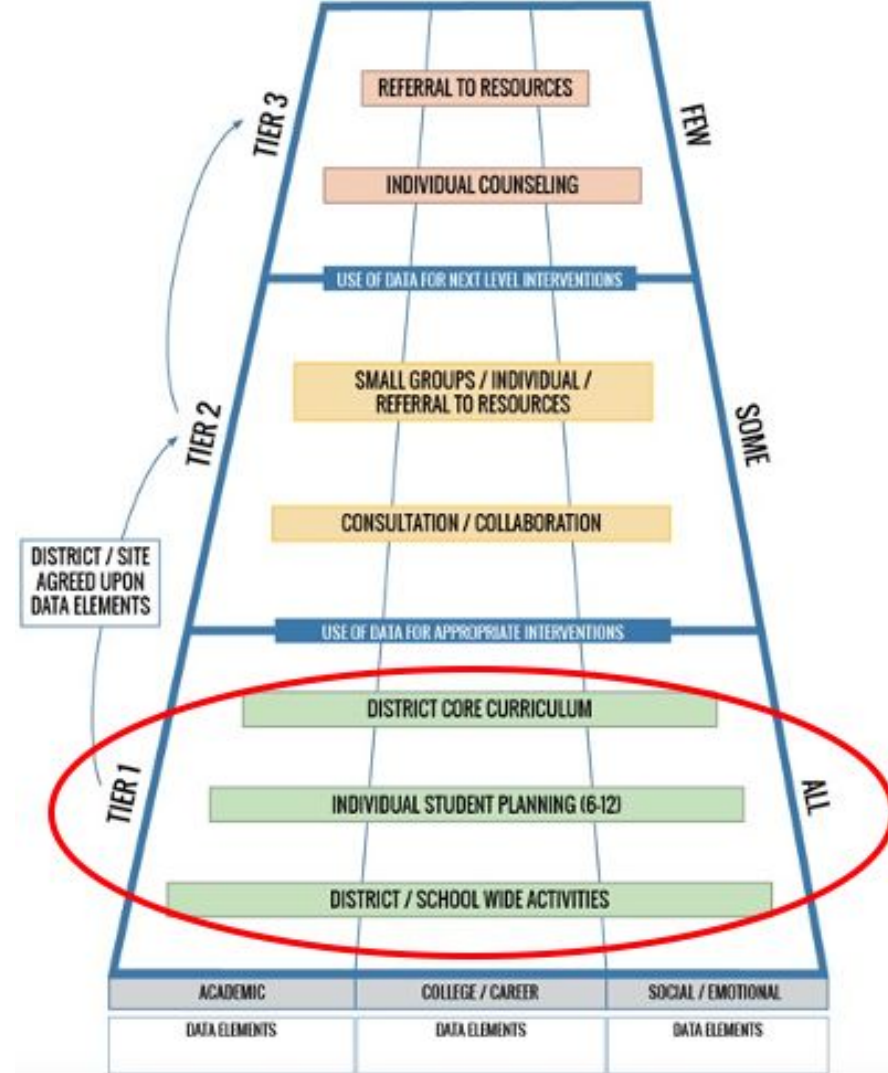 REFERRAL TO RESOURCES
TIER 3
FEW
INDIVIDUAL COUNSELING
USE OF DATA FOR NEXT LEVEL INTERVENTIONS
SMALL GROUPS / INDIVIDUAL /
REFERRAL TO RESOURCES
TIER 2
SOME
CONSULTATION / COLLABORATION
DISTRICT / SITE
AGREED UPON
DATA ELEMENTS
USE OF DATA FOR APPROPRIATE INTERVENTIONS
DISTRICT CORE CURRICULUM
TIER 1
ALL
INDIVIDUAL STUDENT PLANNING (6-12)
DISTRICT / SCHOOL WIDE ACTIVITIES
ACADEMIC
COLLEGE / CAREER
SOCIAL / EMOTIONAL
DATA ELEMENTS
DATA ELEMENTS
DATA ELEMENTS